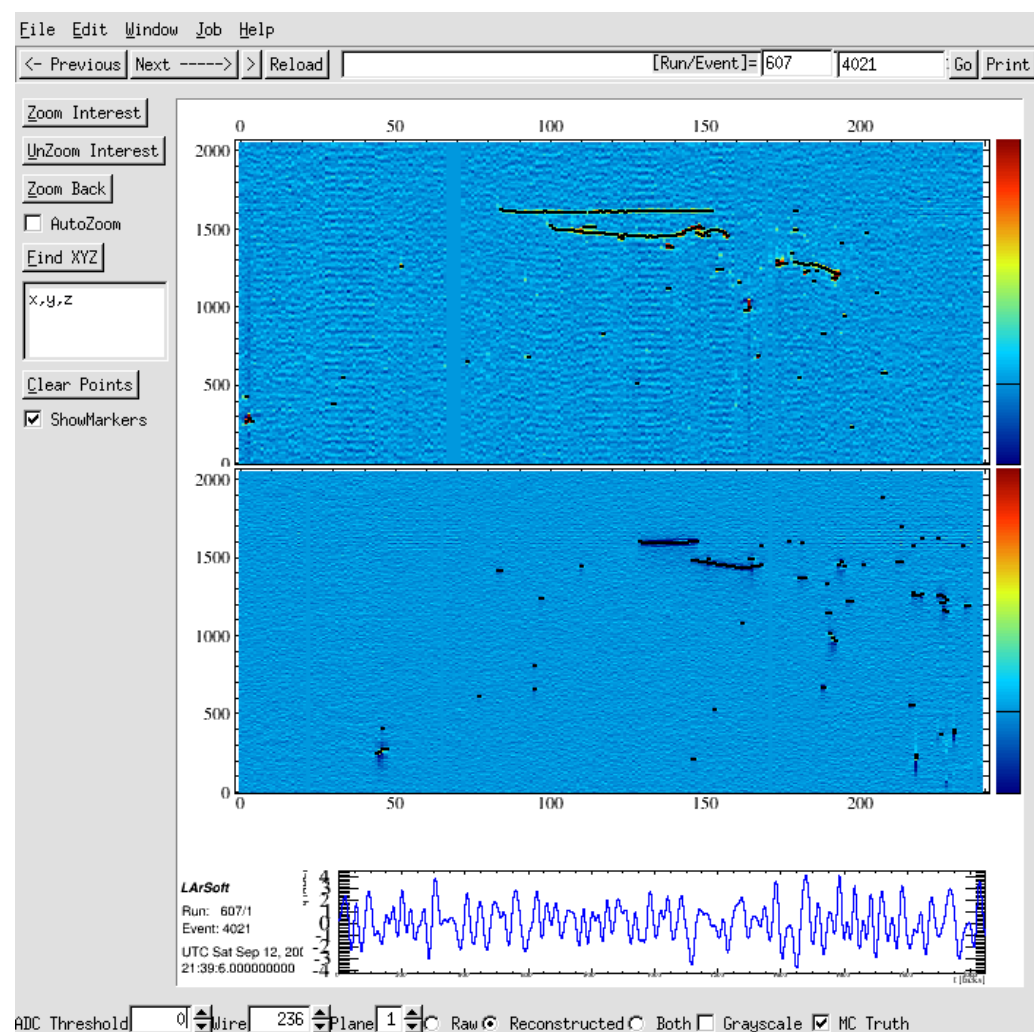 File Edit Window Job Help
<- Previous Next -----> > Reload [Run/Event]= 607 4021 Go Print
Zoom Interest
UnZoom Interest
Zoom Back
AutoZoom
Find XYZ
x,y,z
Clear Points
ShowMarkers
0 50 100 150 200
2000
1500
1000
500
0
2000
1500
1000
500
0
0 50 100 150 200
LArSoft
Run: 607/1
Event: 4021
UTC Sat Sep 12, 200
21:39:6.000000000
4
3
2
1
0
-1
-2
-3
-4
t [ticks]
ADC Threshold 0 Wire 236 Plane 1 Raw Reconstructed Both Grayscale MC Truth